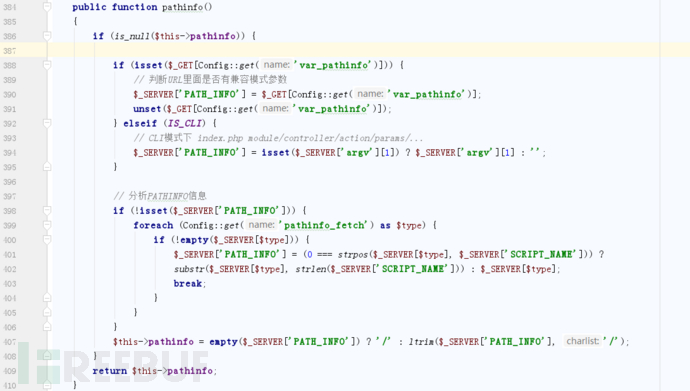 384 public function pathinfo()
385 {
386 if (is_null($this->pathinfo)) {
387
388 if (isset($_GET[Config::get( name: 'var_pathinfo')])) {
389 // 判断URL里面是否有兼容模式参数
390 $_SERVER['PATH_INFO'] = $_GET[Config::get( name: 'var_pathinfo')];
391 unset($_GET[Config::get( name: 'var_pathinfo')]);
392 } elseif (IS_CLI) {
393 // CLI模式下 index.php module/controller/action/params/...
394 $_SERVER['PATH_INFO'] = isset($_SERVER['argv'][1]) ? $_SERVER['argv'][1] : '';
395 }
396
397 // 分析PATHINFO信息
398 if (!isset($_SERVER['PATH_INFO'])) {
399 foreach (Config::get( name: 'pathinfo_fetch') as $type) {
400 if (!empty($_SERVER[$type])) {
401 $_SERVER['PATH_INFO'] = (0 === strpos($_SERVER[$type], $_SERVER['SCRIPT_NAME'])) ?
402 substr($_SERVER[$type], strlen($_SERVER['SCRIPT_NAME'])) : $_SERVER[$type];
403 break;
404 }
405 }
406 }
407 $this->pathinfo = empty($_SERVER['PATH_INFO']) ? '/' : ltrim($_SERVER['PATH_INFO'], charlist: '/');
408 }
409 return $this->pathinfo;
410 }
FREEBUF